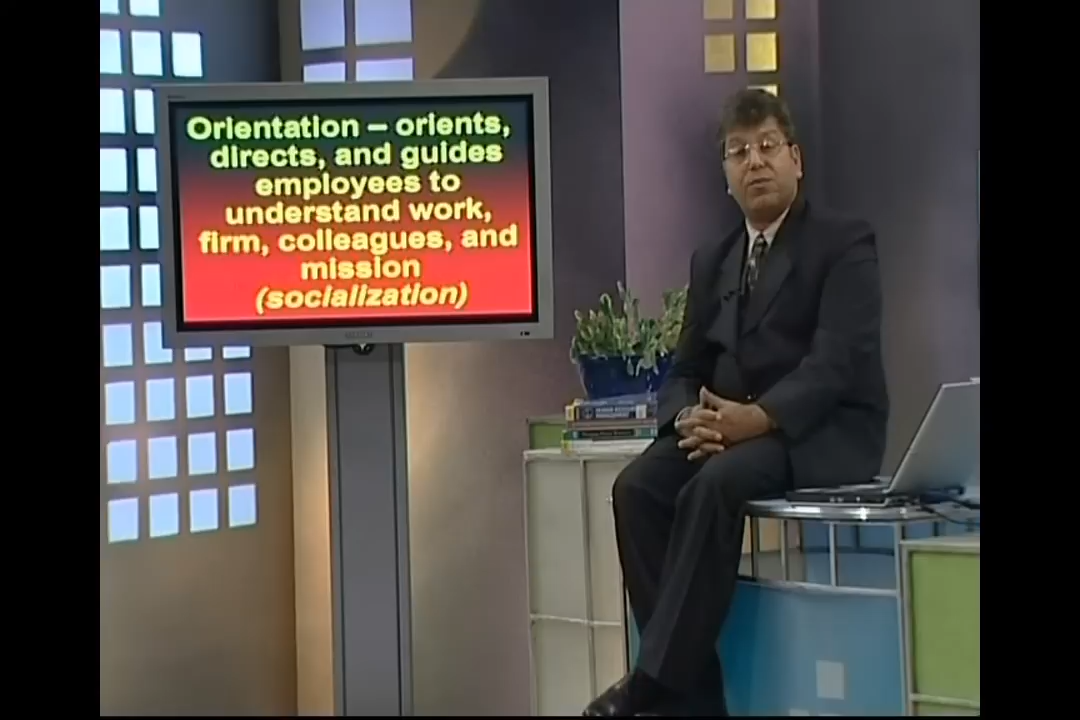 Orientation – orients,
directs, and guides
employees to
understand work,
firm, colleagues, and
mission
(socialization)